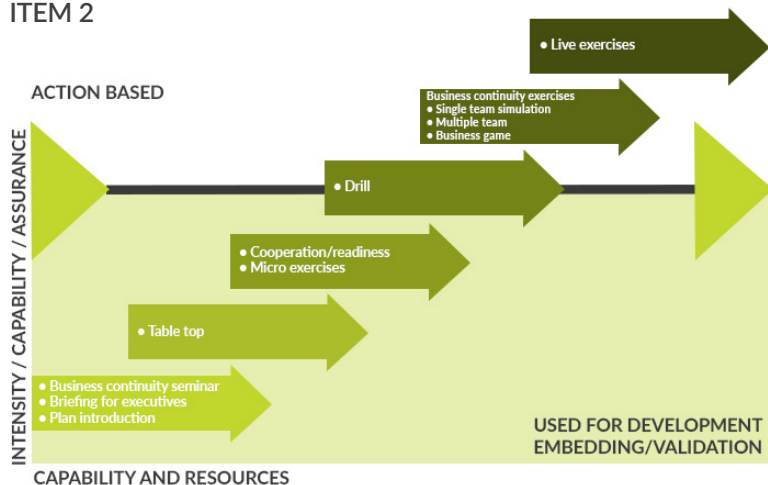 ITEM 2
● Live exercises
ACTION BASED
Business continuity exercises
● Single team simulation
● Multiple team
● Business game
● Drill
● Cooperation/readiness
● Micro exercises
● Table top
● Business continuity seminar
● Briefing for executives
● Plan introduction
USED FOR DEVELOPMENT
EMBEDDING/VALIDATION
INTENSITY / CAPABILITY / ASSURANCE
CAPABILITY AND RESOURCES